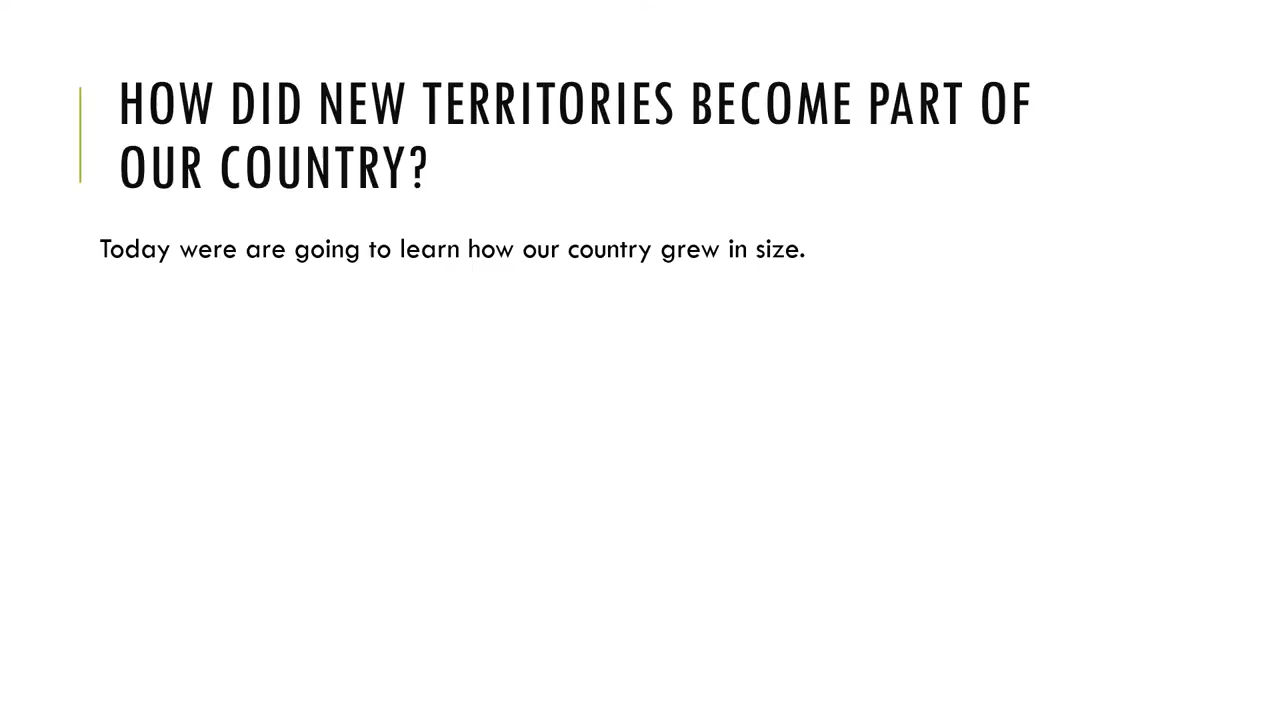 HOW DID NEW TERRITORIES BECOME PART OF
OUR COUNTRY?
Today were are going to learn how our country grew in size.